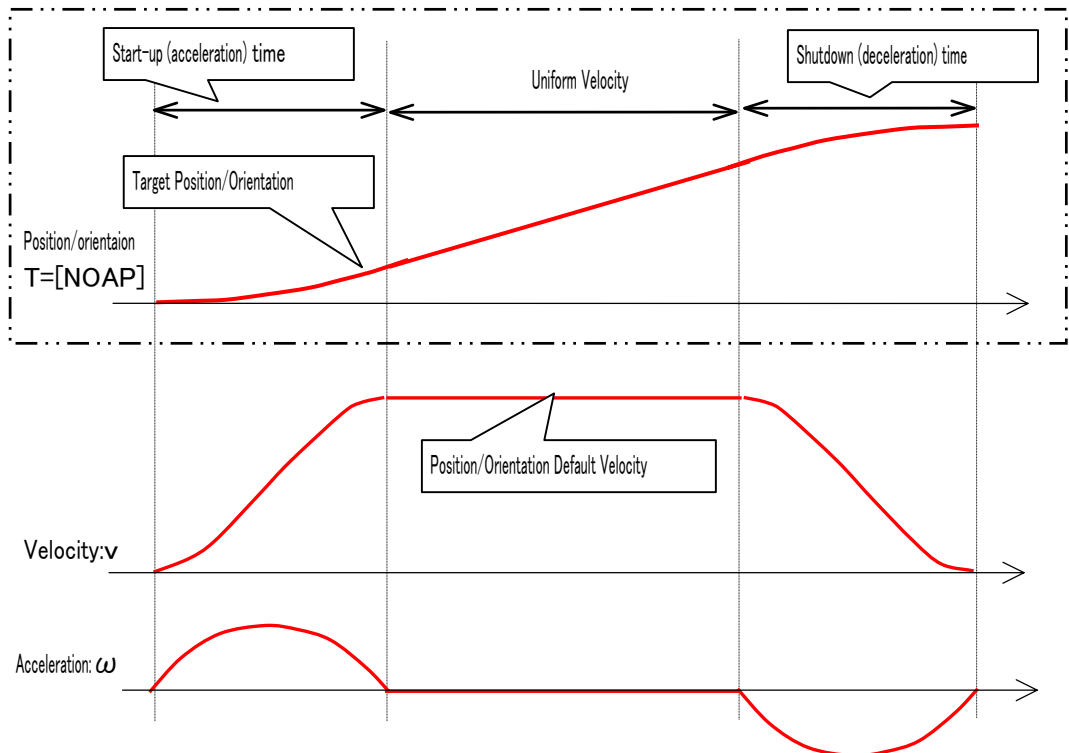 Start-up (acceleration) time
Uniform Velocity
Shutdown (deceleration) time
Target Position/Orientation
Position/orientaion
T=[NOAP]
Position/Orientation Default Velocity
Velocity:v
Acceleration: ω